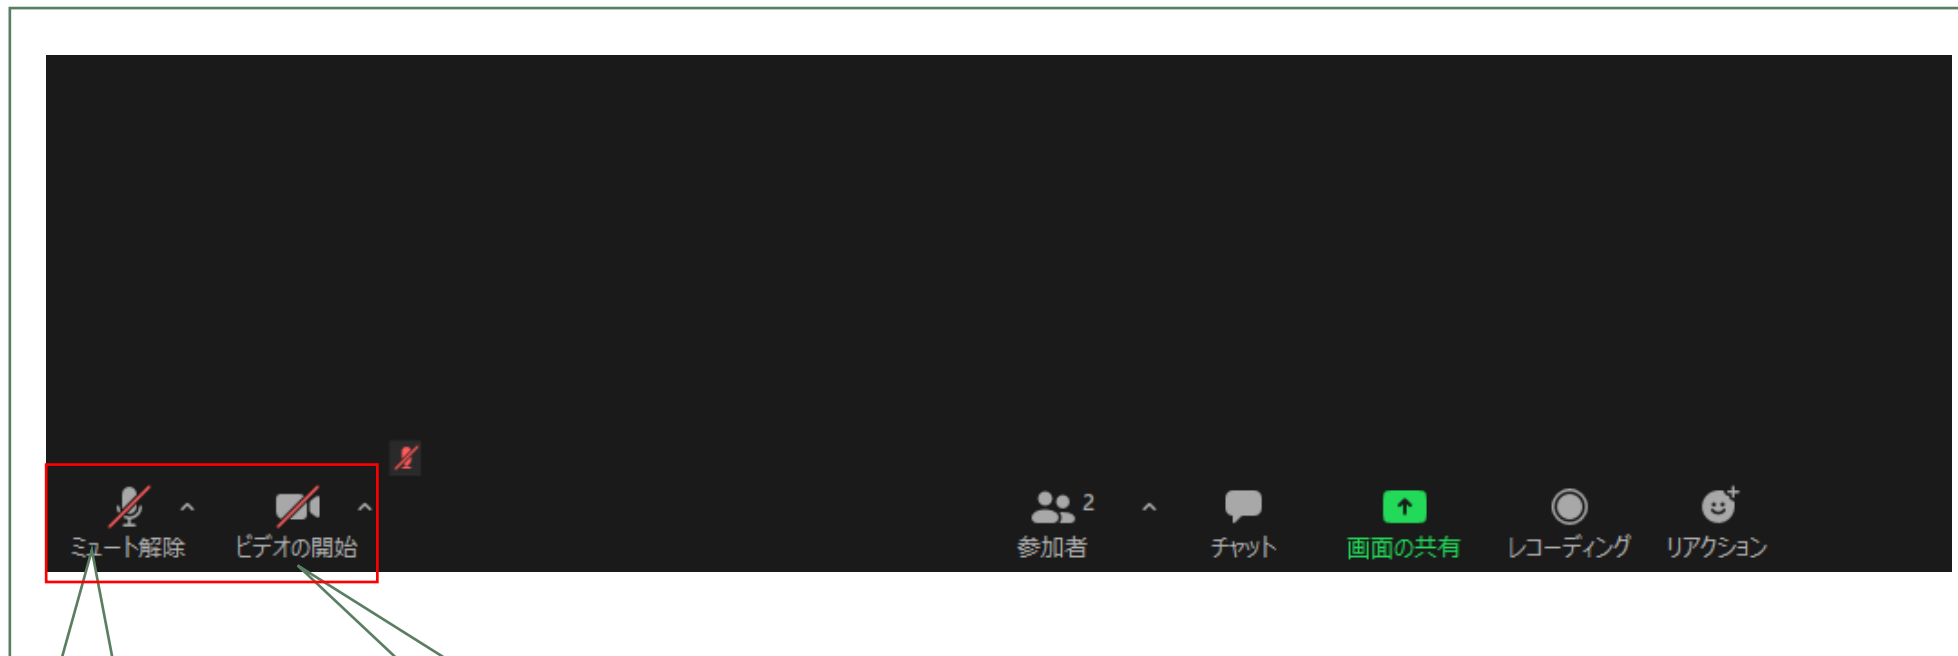 2
ミュート解除
ビデオの開始
参加者
チャット
画面の共有
レコーディング
リアクション